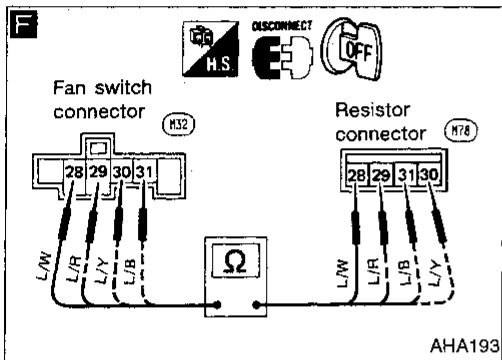 F
DISCONNECT
H.S.
OFF
Fan switch
connector
M32
Resistor
connector
M78
28 29 30 31
28 29 31 30
L/W L/R L/Y L/B
Ω
L/W L/R L/B L/Y
AHA193